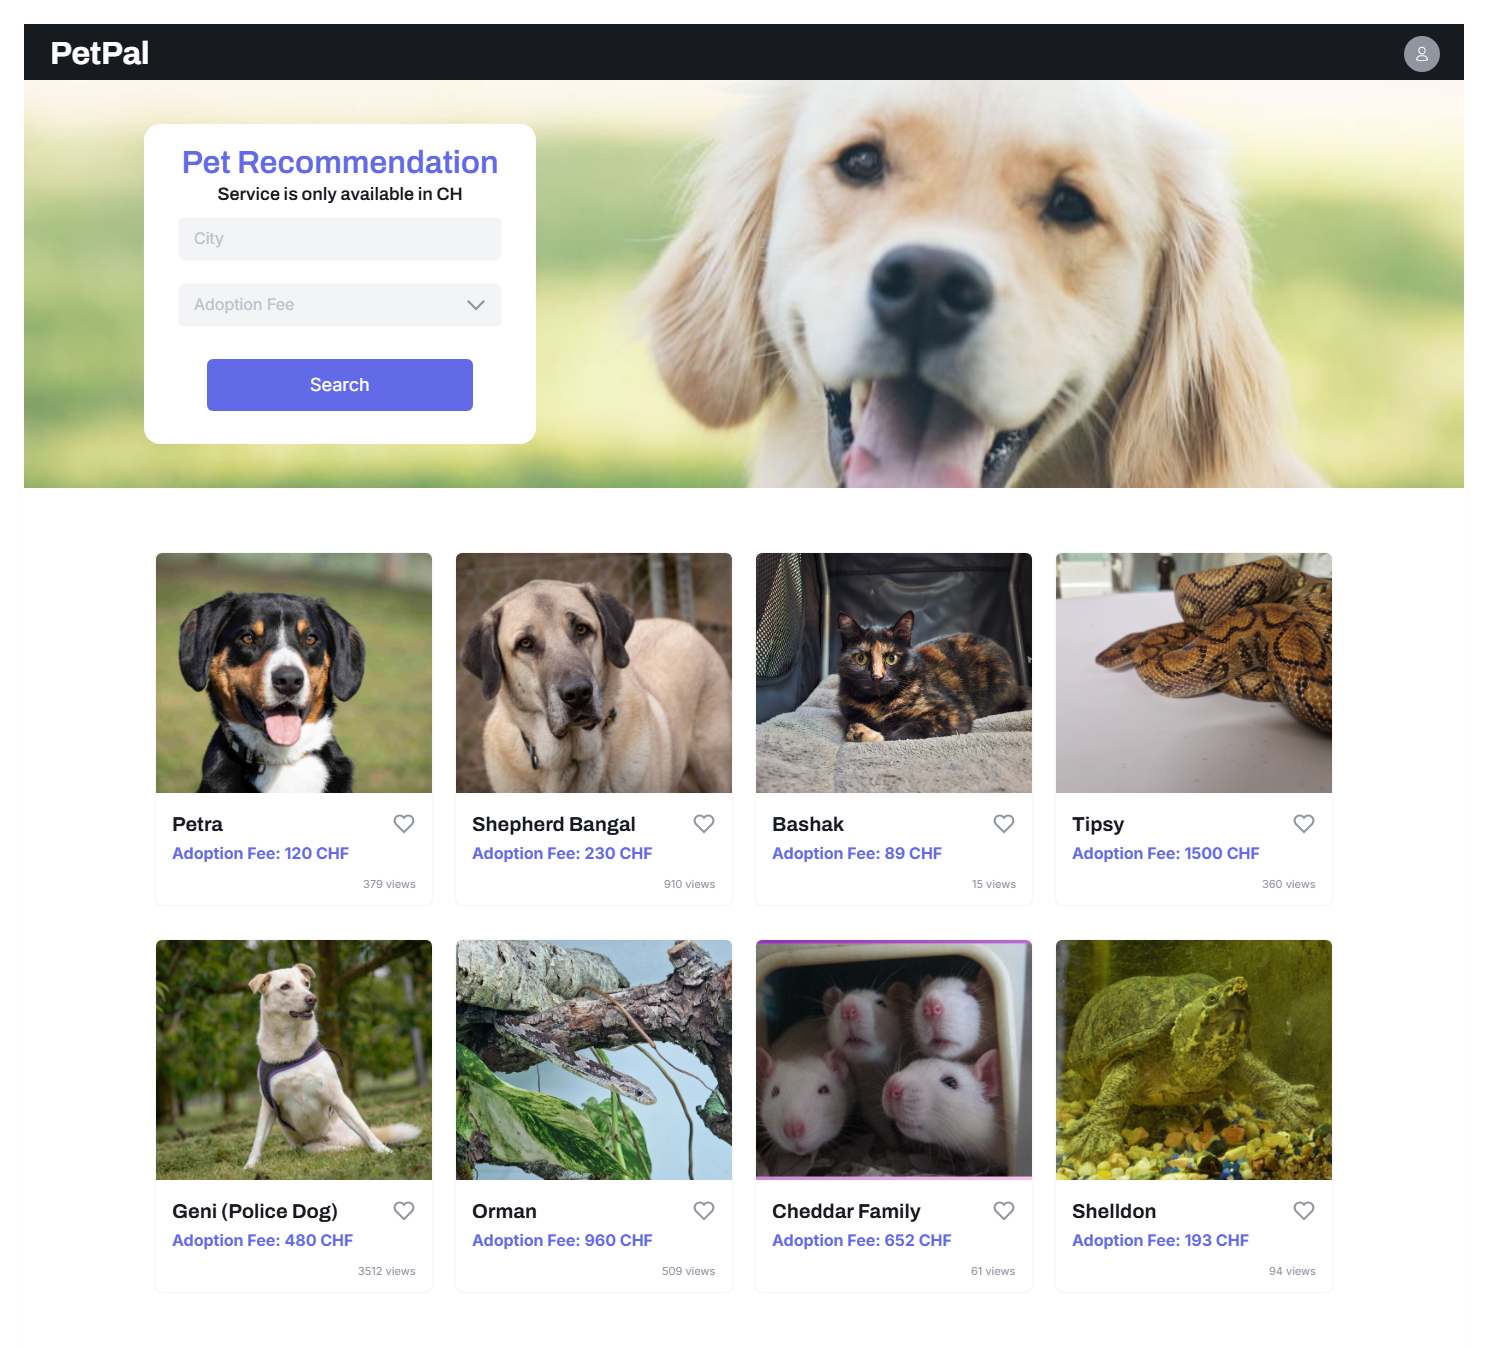 PetPal
Pet Recommendation
Service is only available in CH
City
Adoption Fee
Search
Petra
Adoption Fee: 120 CHF
379 views
Shepherd Bangal
Adoption Fee: 230 CHF
910 views
Bashak
Adoption Fee: 89 CHF
15 views
Tipsy
Adoption Fee: 1500 CHF
360 views
Geni (Police Dog)
Adoption Fee: 480 CHF
3512 views
Orman
Adoption Fee: 960 CHF
509 views
Cheddar Family
Adoption Fee: 652 CHF
61 views
Shelldon
Adoption Fee: 193 CHF
94 views